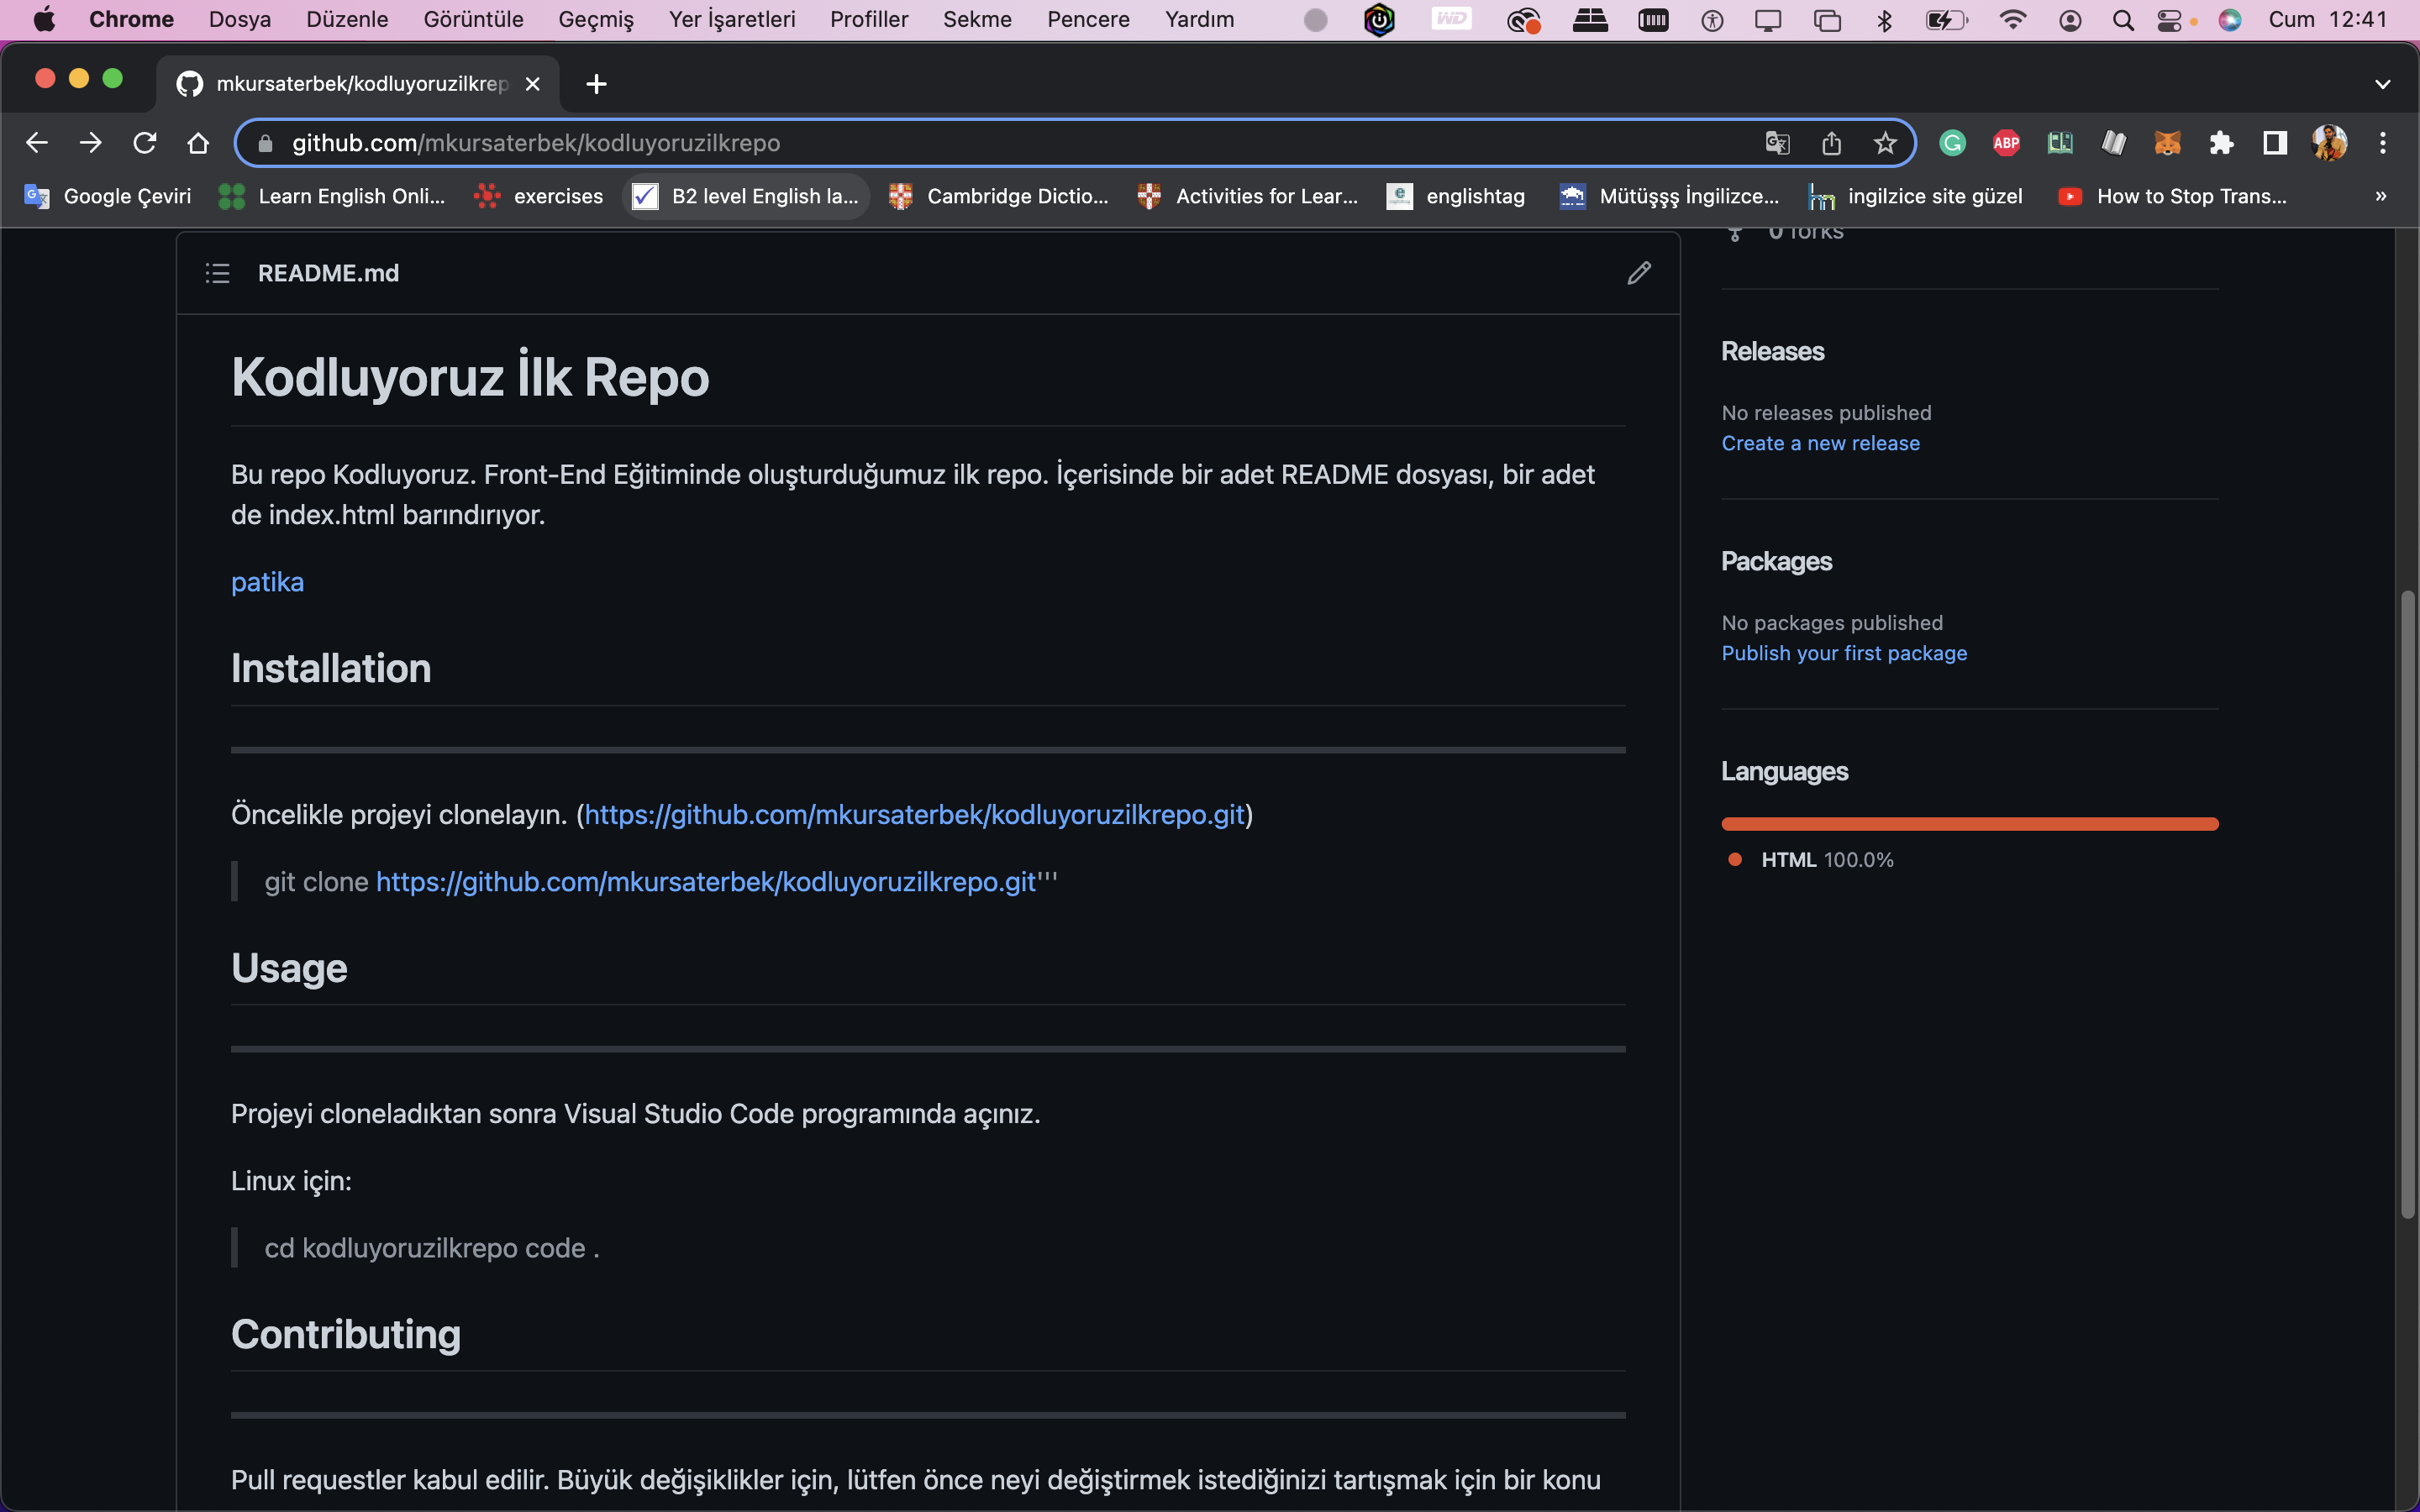 Chrome Dosya Düzenle Görüntüle Geçmiş Yer İşaretleri Profiller Sekme Pencere Yardım WD Cum 12:41
mkursaterbek/kodluyoruzilkrep
github.com/mkursaterbek/kodluyoruzilkrepo ABP
Google Çeviri Learn English Onli... exercises B2 level English la... Cambridge Dictio... Activities for Lear... englishtag Mütüşşş İngilizce... ingilzice site güzel How to Stop Trans... »
README.md
Kodluyoruz İlk Repo
Bu repo Kodluyoruz. Front-End Eğitiminde oluşturduğumuz ilk repo. İçerisinde bir adet README dosyası, bir adet
de index.html barındırıyor.
patika
Installation
Öncelikle projeyi clonelayın. (https://github.com/mkursaterbek/kodluyoruzilkrepo.git)
git clone https://github.com/mkursaterbek/kodluyoruzilkrepo.git'''
Usage
Projeyi cloneladıktan sonra Visual Studio Code programında açınız.
Linux için:
cd kodluyoruzilkrepo code .
Contributing
Pull requestler kabul edilir. Büyük değişiklikler için, lütfen önce neyi değiştirmek istediğinizi tartışmak için bir konu
0 forks
Releases
No releases published
Create a new release
Packages
No packages published
Publish your first package
Languages
HTML 100.0%